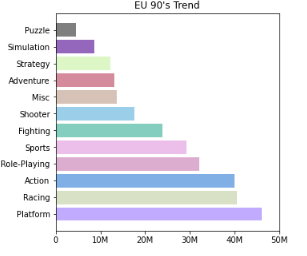 EU 90's Trend
Puzzle
Simulation
Strategy
Adventure
Misc
Shooter
Fighting
Sports
Role-Playing
Action
Racing
Platform
0 10M 20M 30M 40M 50M